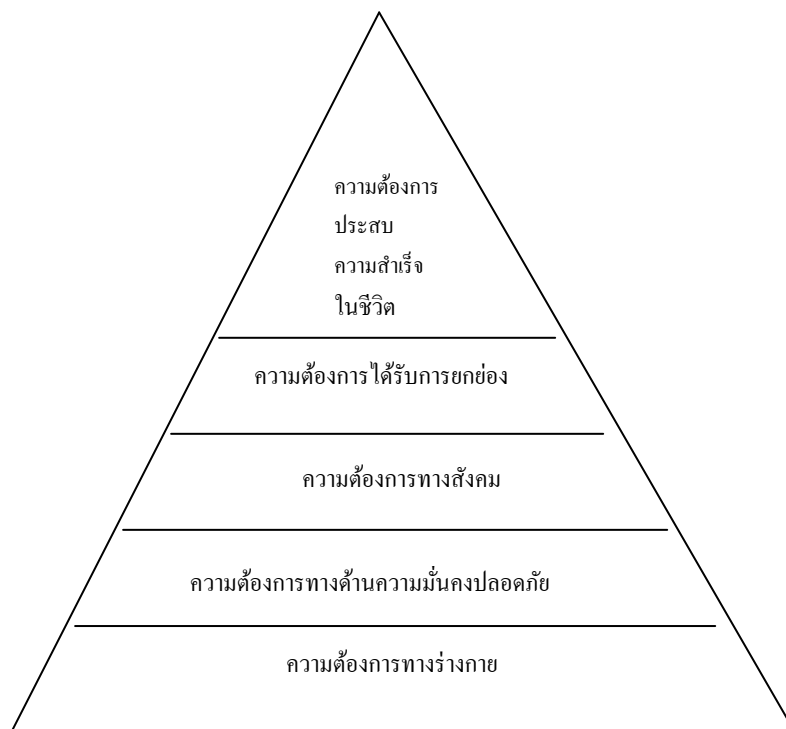 ความต้องการ
ประสบ
ความสำเร็จ
ในชีวิต
ความต้องการได้รับการยกย่อง
ความต้องการทางสังคม
ความต้องการทางด้านความมั่นคงปลอดภัย
ความต้องการทางร่างกาย